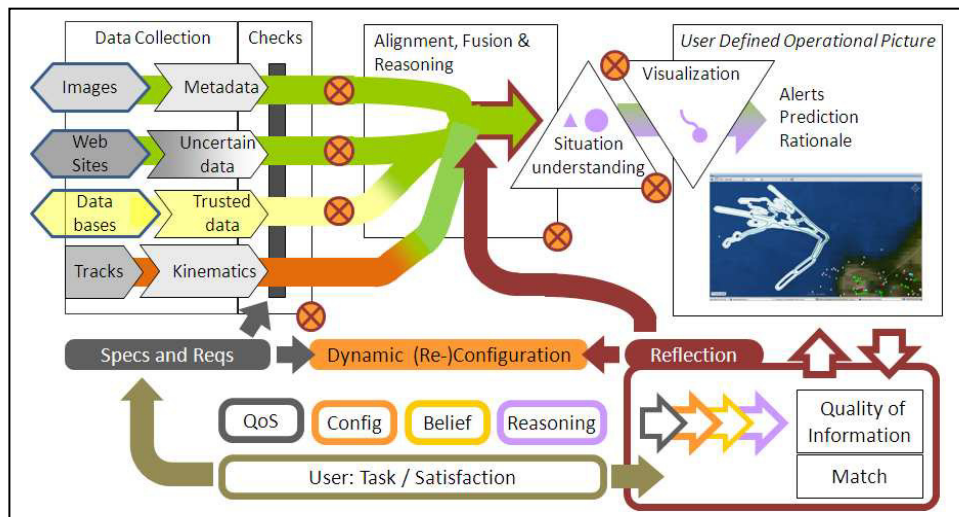 Data Collection
Checks
Alignment, Fusion &
Reasoning
User Defined Operational Picture
Images
Metadata
Visualization
Alerts
Prediction
Rationale
Web
Sites
Uncertain
data
Situation
understanding
Data
bases
Trusted
data
Tracks
Kinematics
Specs and Reqs
Dynamic (Re-)Configuration
Reflection
QoS
Config
Belief
Reasoning
Quality of
Information
User: Task / Satisfaction
Match